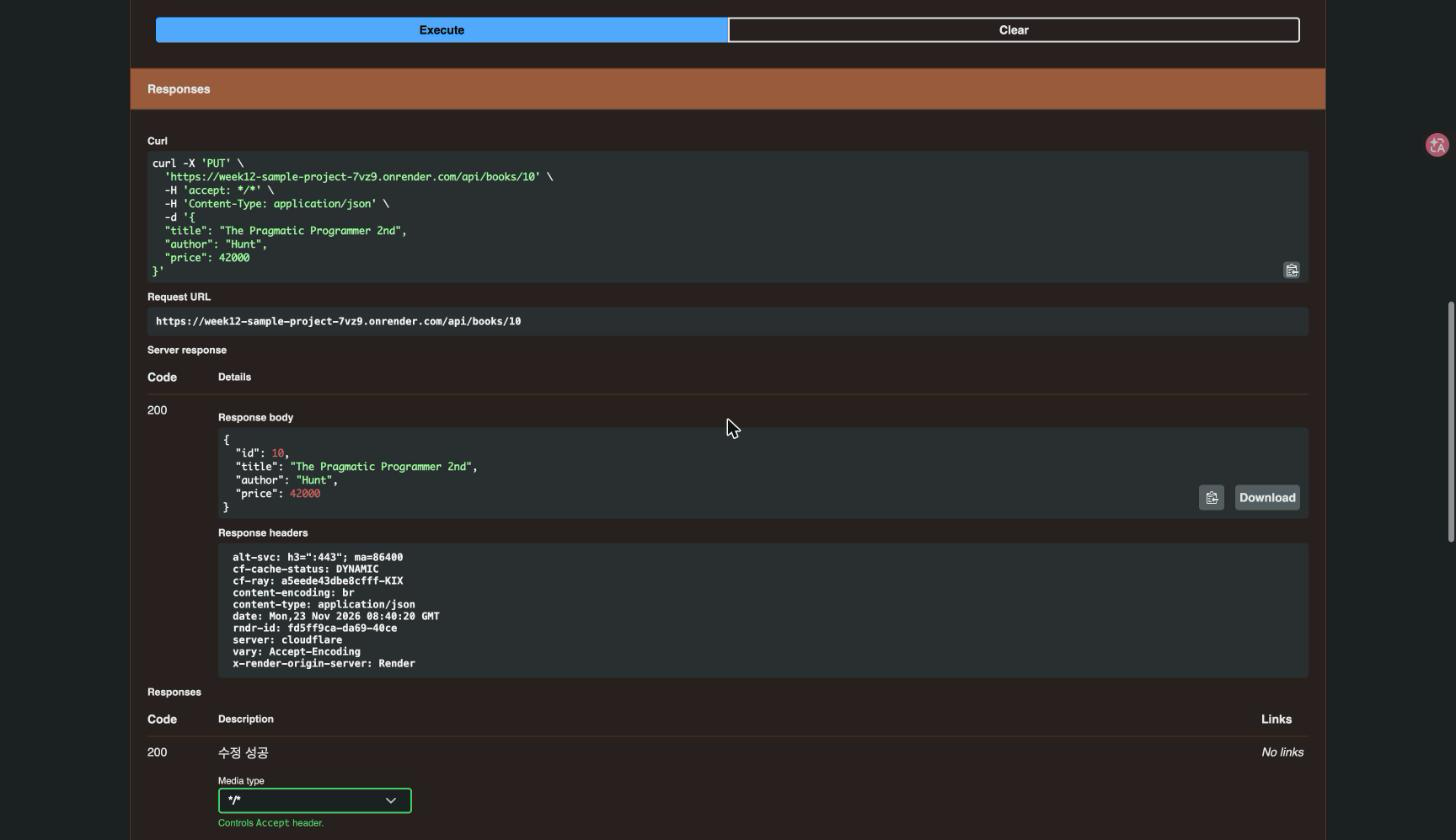 Execute
Clear
Responses
Curl
curl -X 'PUT' \
'https://week12-sample-project-7vz9.onrender.com/api/books/10' \
-H 'accept: */*' \
-H 'Content-Type: application/json' \
-d '{
"title": "The Pragmatic Programmer 2nd",
"author": "Hunt",
"price": 42000
}'
Request URL
https://week12-sample-project-7vz9.onrender.com/api/books/10
Server response
Code Details
200
Response body
{
"id": 10,
"title": "The Pragmatic Programmer 2nd",
"author": "Hunt",
"price": 42000
}
Download
Response headers
alt-svc: h3=":443"; ma=86400
cf-cache-status: DYNAMIC
cf-ray: a5eede43dbe8cfff-KIX
content-encoding: br
content-type: application/json
date: Mon,23 Nov 2026 08:40:20 GMT
rndr-id: fd5ff9ca-da69-40ce
server: cloudflare
vary: Accept-Encoding
x-render-origin-server: Render
Responses
Code Description Links
200 수정 성공 No links
Media type
*/*
Controls Accept header.